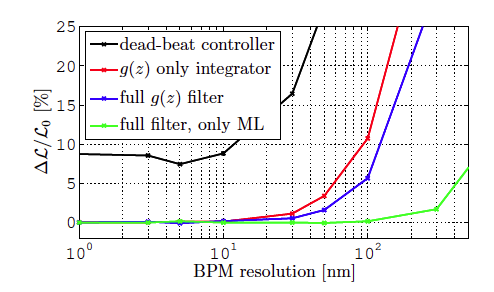 25
20
15
10
5
0
ΔL/L₀ [%]
dead-beat controller
g(z) only integrator
full g(z) filter
full filter, only ML
10⁰ 10¹ 10²
BPM resolution [nm]